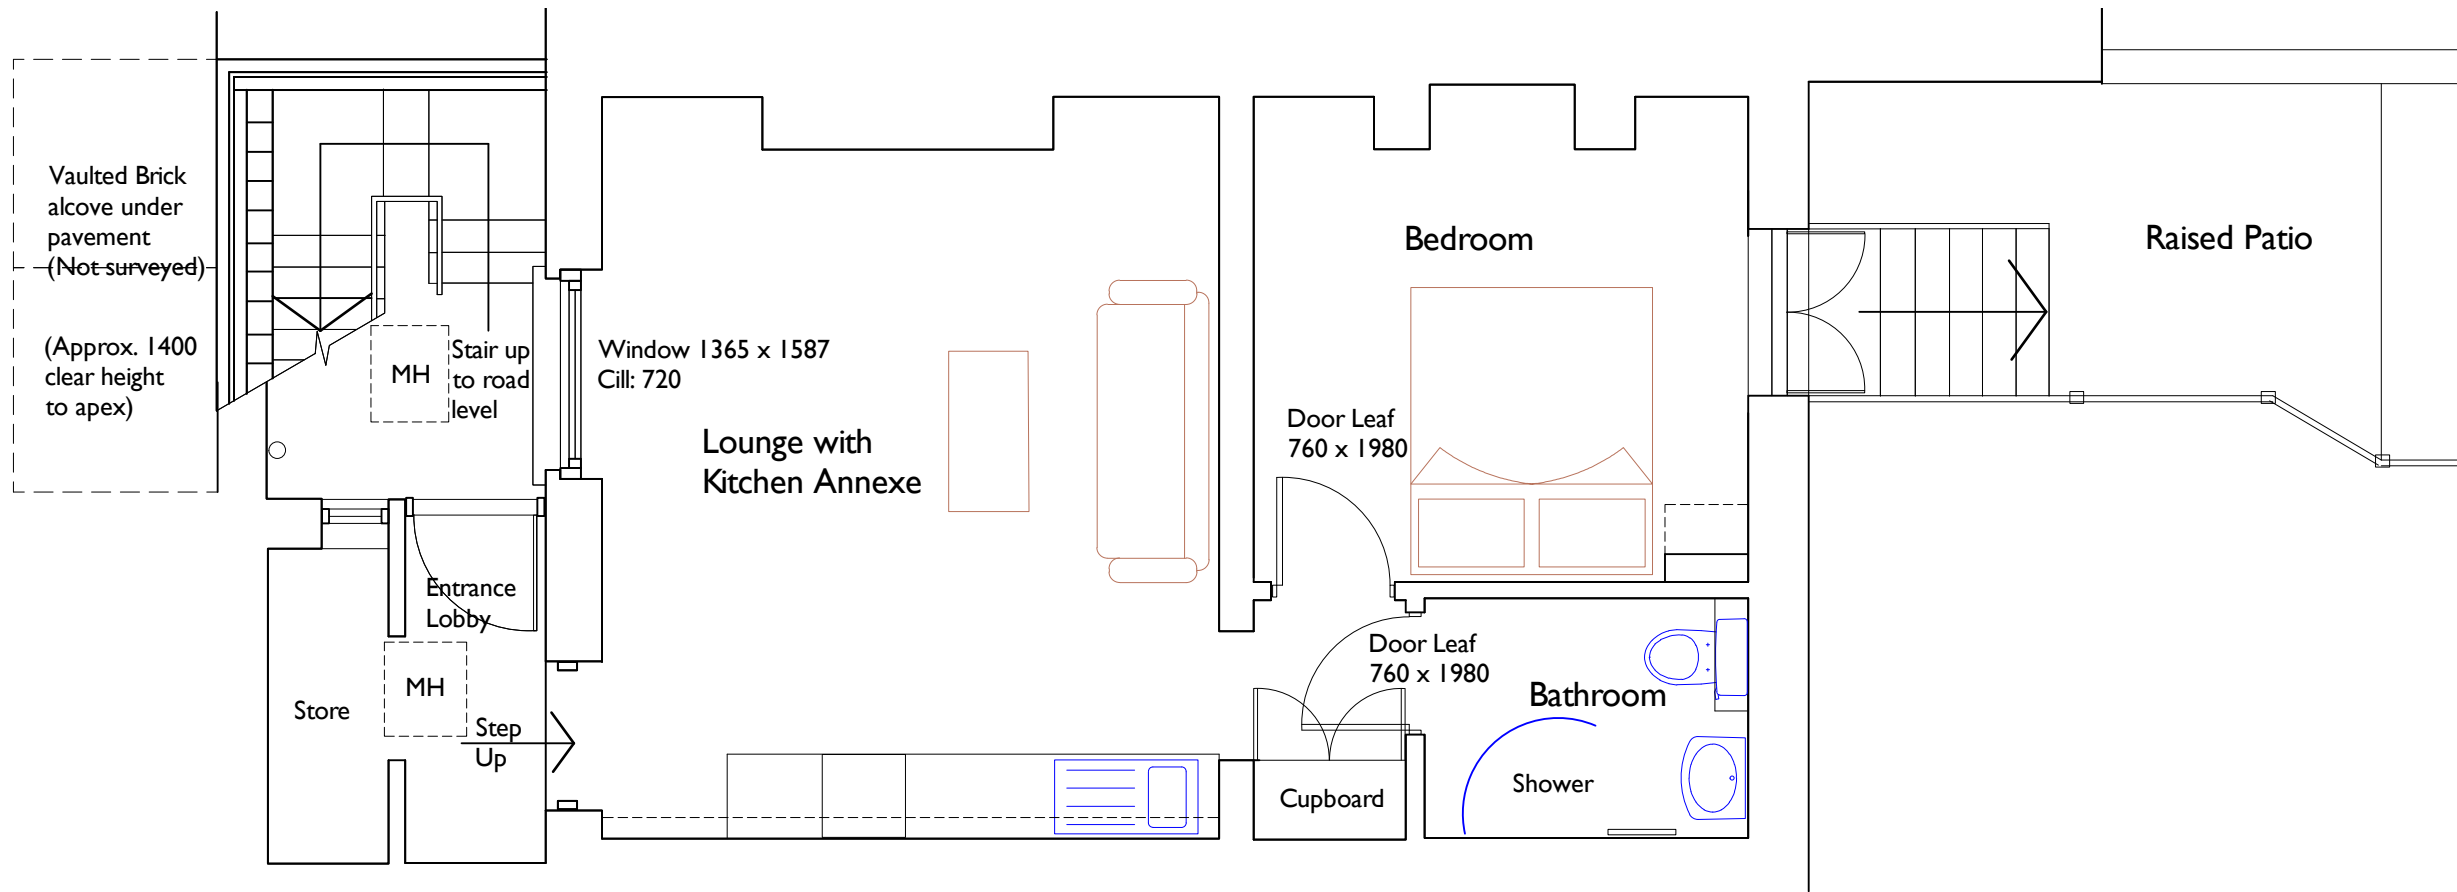 Vaulted Brick
alcove under
pavement
(Not surveyed)
(Approx. 1400
clear height
to apex)
MH
Stair up
to road
level
Window 1365 x 1587
Cill: 720
Lounge with
Kitchen Annexe
Bedroom
Door Leaf
760 x 1980
Raised Patio
Entrance
Lobby
MH
Store
Step
Up
Door Leaf
760 x 1980
Bathroom
Shower
Cupboard